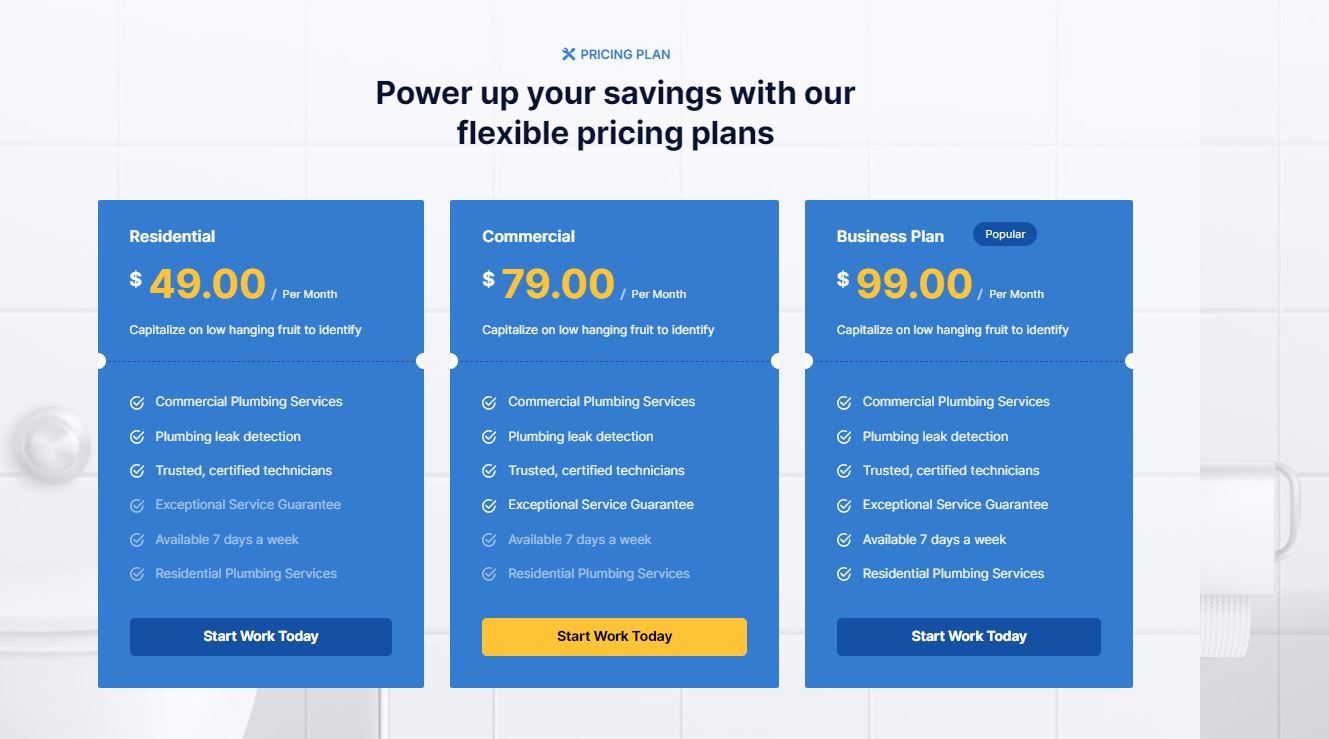 PRICING PLAN
Power up your savings with our
flexible pricing plans
Residential
$ 49.00 / Per Month
Capitalize on low hanging fruit to identify
Commercial Plumbing Services
Plumbing leak detection
Trusted, certified technicians
Exceptional Service Guarantee
Available 7 days a week
Residential Plumbing Services
Start Work Today
Commercial
$ 79.00 / Per Month
Capitalize on low hanging fruit to identify
Commercial Plumbing Services
Plumbing leak detection
Trusted, certified technicians
Exceptional Service Guarantee
Available 7 days a week
Residential Plumbing Services
Start Work Today
Business Plan Popular
$ 99.00 / Per Month
Capitalize on low hanging fruit to identify
Commercial Plumbing Services
Plumbing leak detection
Trusted, certified technicians
Exceptional Service Guarantee
Available 7 days a week
Residential Plumbing Services
Start Work Today